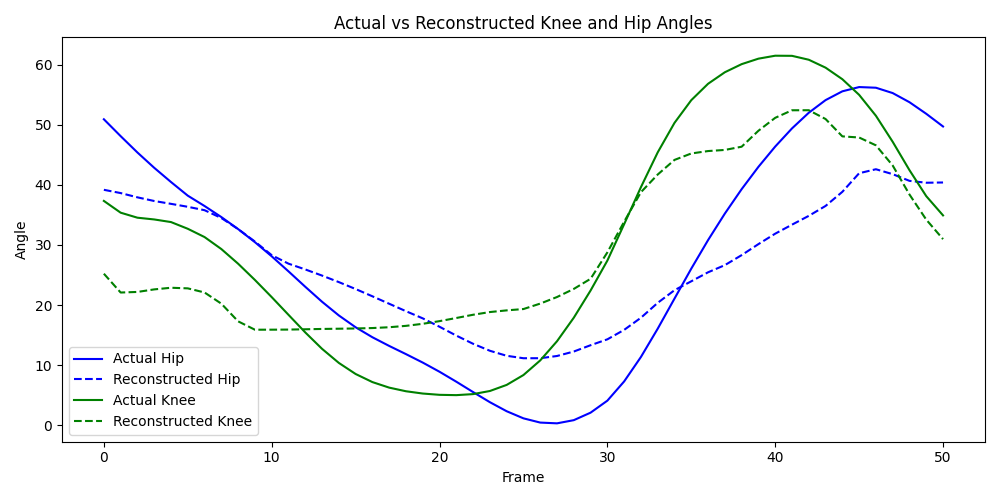 Actual vs Reconstructed Knee and Hip Angles
60
50
40
30
20
10
0
Angle
Actual Hip
Reconstructed Hip
Actual Knee
Reconstructed Knee
0 10 20 30 40 50
Frame